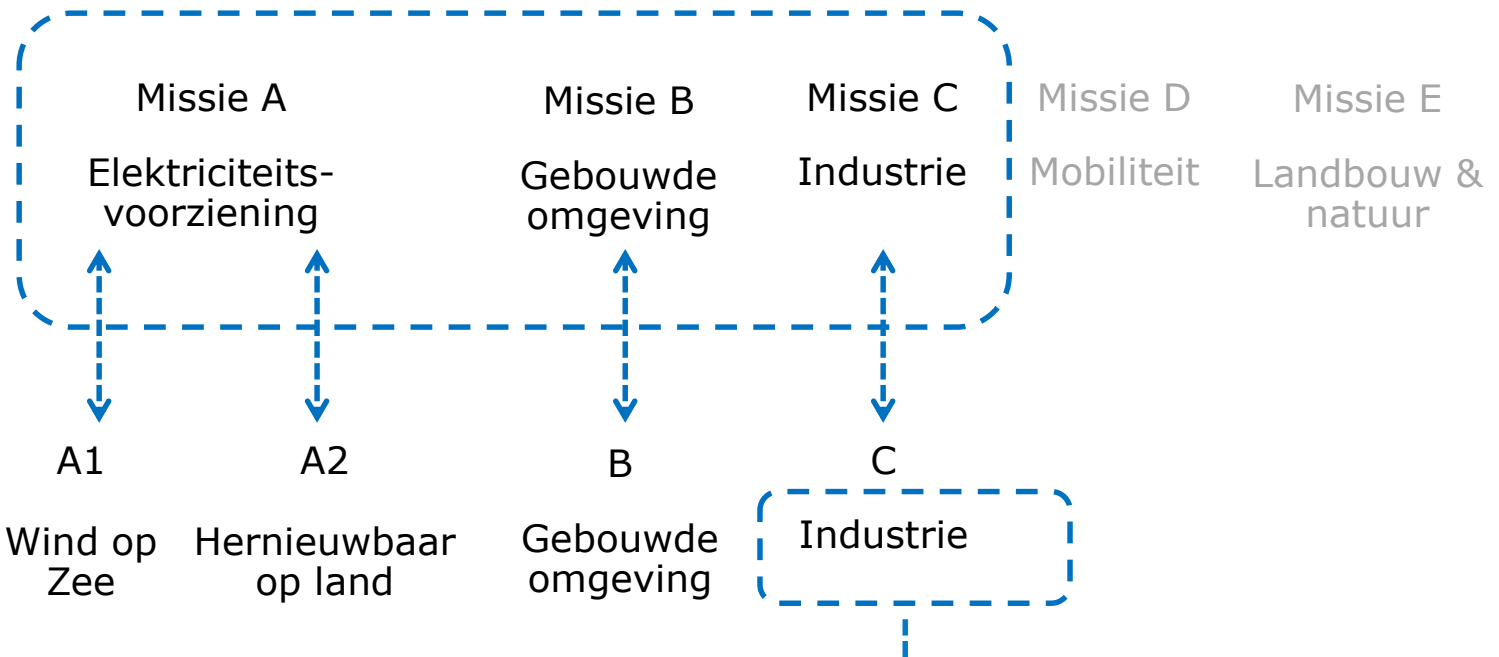 Missie A
Missie B
Missie C
Missie D
Missie E
Elektriciteits-
voorziening
Gebouwde
omgeving
Industrie
Mobiliteit
Landbouw &
natuur
A1
A2
B
C
Wind op
Zee
Hernieuwbaar
op land
Gebouwde
omgeving
Industrie